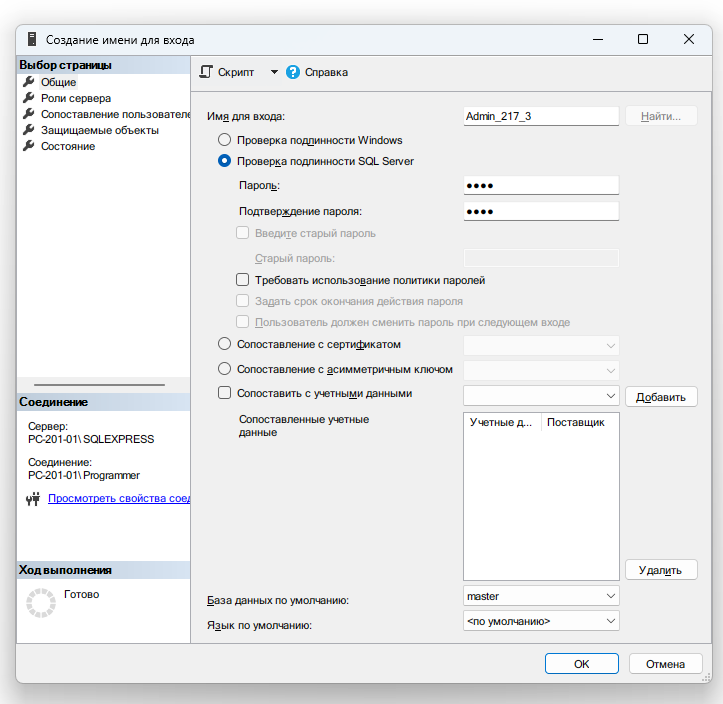 Создание имени для входа
Выбор страницы
Общие
Роли сервера
Сопоставление пользователе
Защищаемые объекты
Состояние
Соединение
Сервер:
PC-201-01\SQLEXPRESS
Соединение:
PC-201-01\Programmer
Просмотреть свойства соед
Ход выполнения
Готово
Скрипт
Справка
Имя для входа:
Admin_217_3
Найти...
Проверка подлинности Windows
Проверка подлинности SQL Server
Пароль:
●●●●
Подтверждение пароля:
●●●●
Введите старый пароль
Старый пароль:
Требовать использование политики паролей
Задать срок окончания действия пароля
Пользователь должен сменить пароль при следующем входе
Сопоставление с сертификатом
Сопоставление с асимметричным ключом
Сопоставить с учетными данными
Добавить
Сопоставленные учетные
данные
Учетные д... Поставщик
Удалить
База данных по умолчанию:
master
Язык по умолчанию:
<по умолчанию>
OK
Отмена